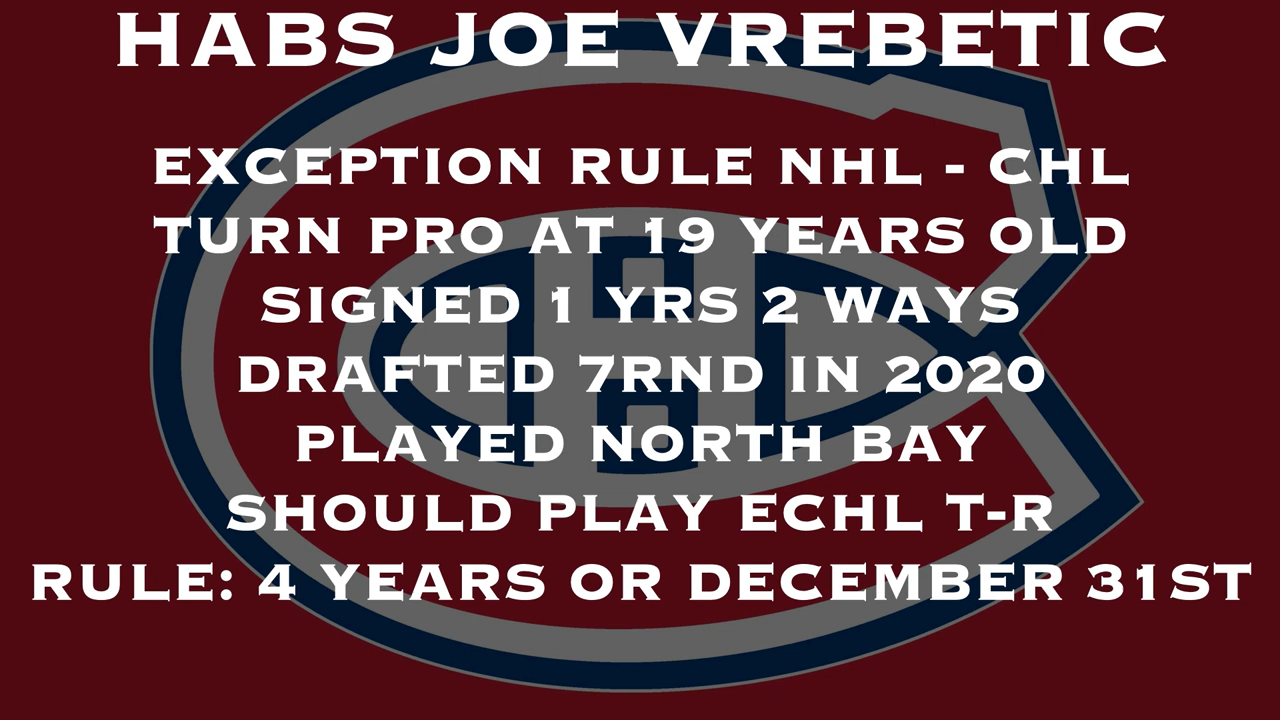 HABS JOE VREBETIC
EXCEPTION RULE NHL - CHL
TURN PRO AT 19 YEARS OLD
SIGNED 1 YRS 2 WAYS
DRAFTED 7RND IN 2020
PLAYED NORTH BAY
SHOULD PLAY ECHL T-R
RULE: 4 YEARS OR DECEMBER 31ST